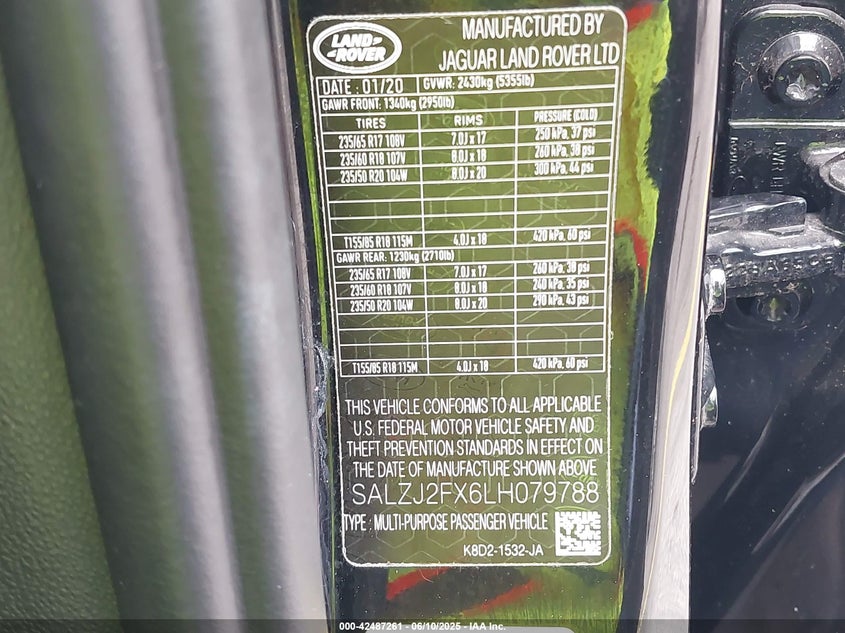 LAND
ROVER
MANUFACTURED BY
JAGUAR LAND ROVER LTD
DATE : 01/20 GVWR: 2430kg (5355lb)
GAWR FRONT: 1340kg (2950lb)
TIRES RIMS PRESSURE (COLD)
235/65 R17 108V 7.0J x 17 250 kPa, 37 psi
235/60 R18 107V 8.0J x 18 260 kPa, 38 psi
235/50 R20 104W 8.0J x 20 300 kPa, 44 psi
T155/85 R18 115M 4.0J x 18 420 kPa, 60 psi
GAWR REAR: 1230kg (2710lb)
235/65 R17 108V 7.0J x 17 260 kPa, 38 psi
235/60 R18 107V 8.0J x 18 240 kPa, 35 psi
235/50 R20 104W 8.0J x 20 290 kPa, 43 psi
T155/85 R18 115M 4.0J x 18 420 kPa, 60 psi
THIS VEHICLE CONFORMS TO ALL APPLICABLE
U.S. FEDERAL MOTOR VEHICLE SAFETY AND
THEFT PREVENTION STANDARDS IN EFFECT ON
THE DATE OF MANUFACTURE SHOWN ABOVE
SALZJ2FX6LH079788
TYPE : MULTI-PURPOSE PASSENGER VEHICLE
K8D2-1532-JA
000-42487261 - 06/10/2025 - IAA Inc.